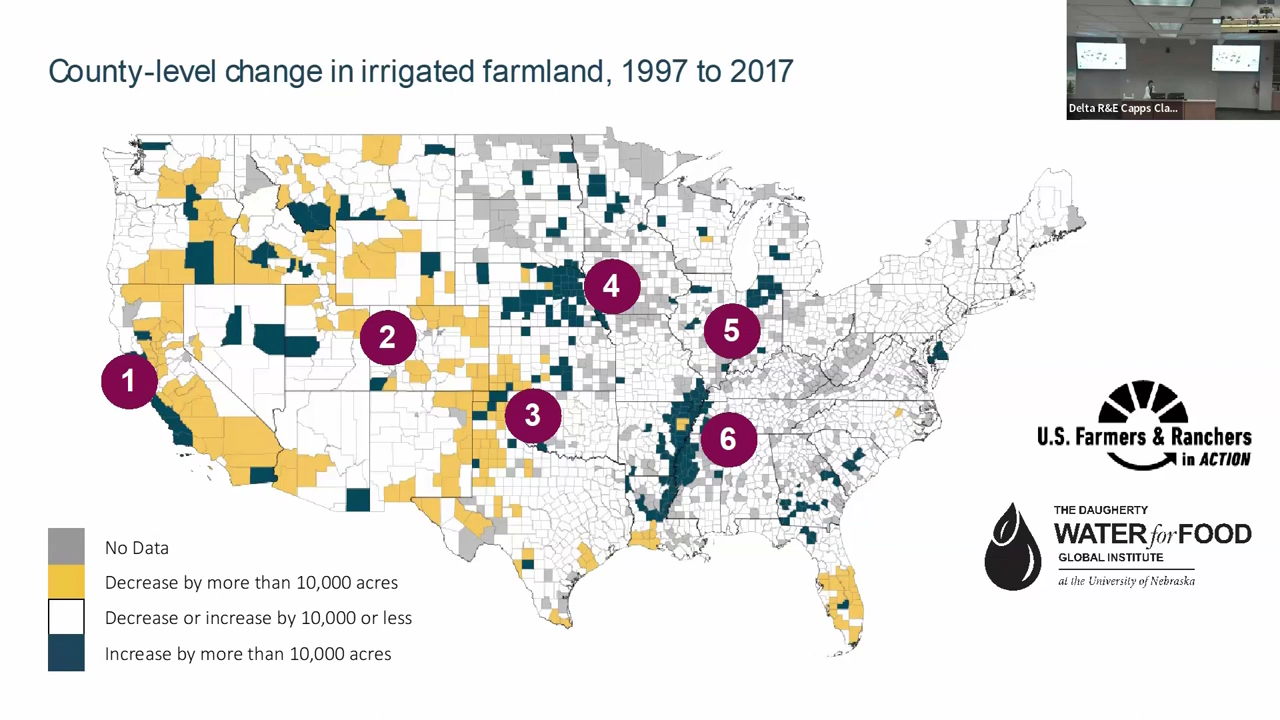 County-level change in irrigated farmland, 1997 to 2017
Delta R&E Capps Cla...
1
2
3
4
5
6
U.S. Farmers & Ranchers
in ACTION
THE DAUGHERTY
WATER for FOOD
GLOBAL INSTITUTE
at the University of Nebraska
No Data
Decrease by more than 10,000 acres
Decrease or increase by 10,000 or less
Increase by more than 10,000 acres